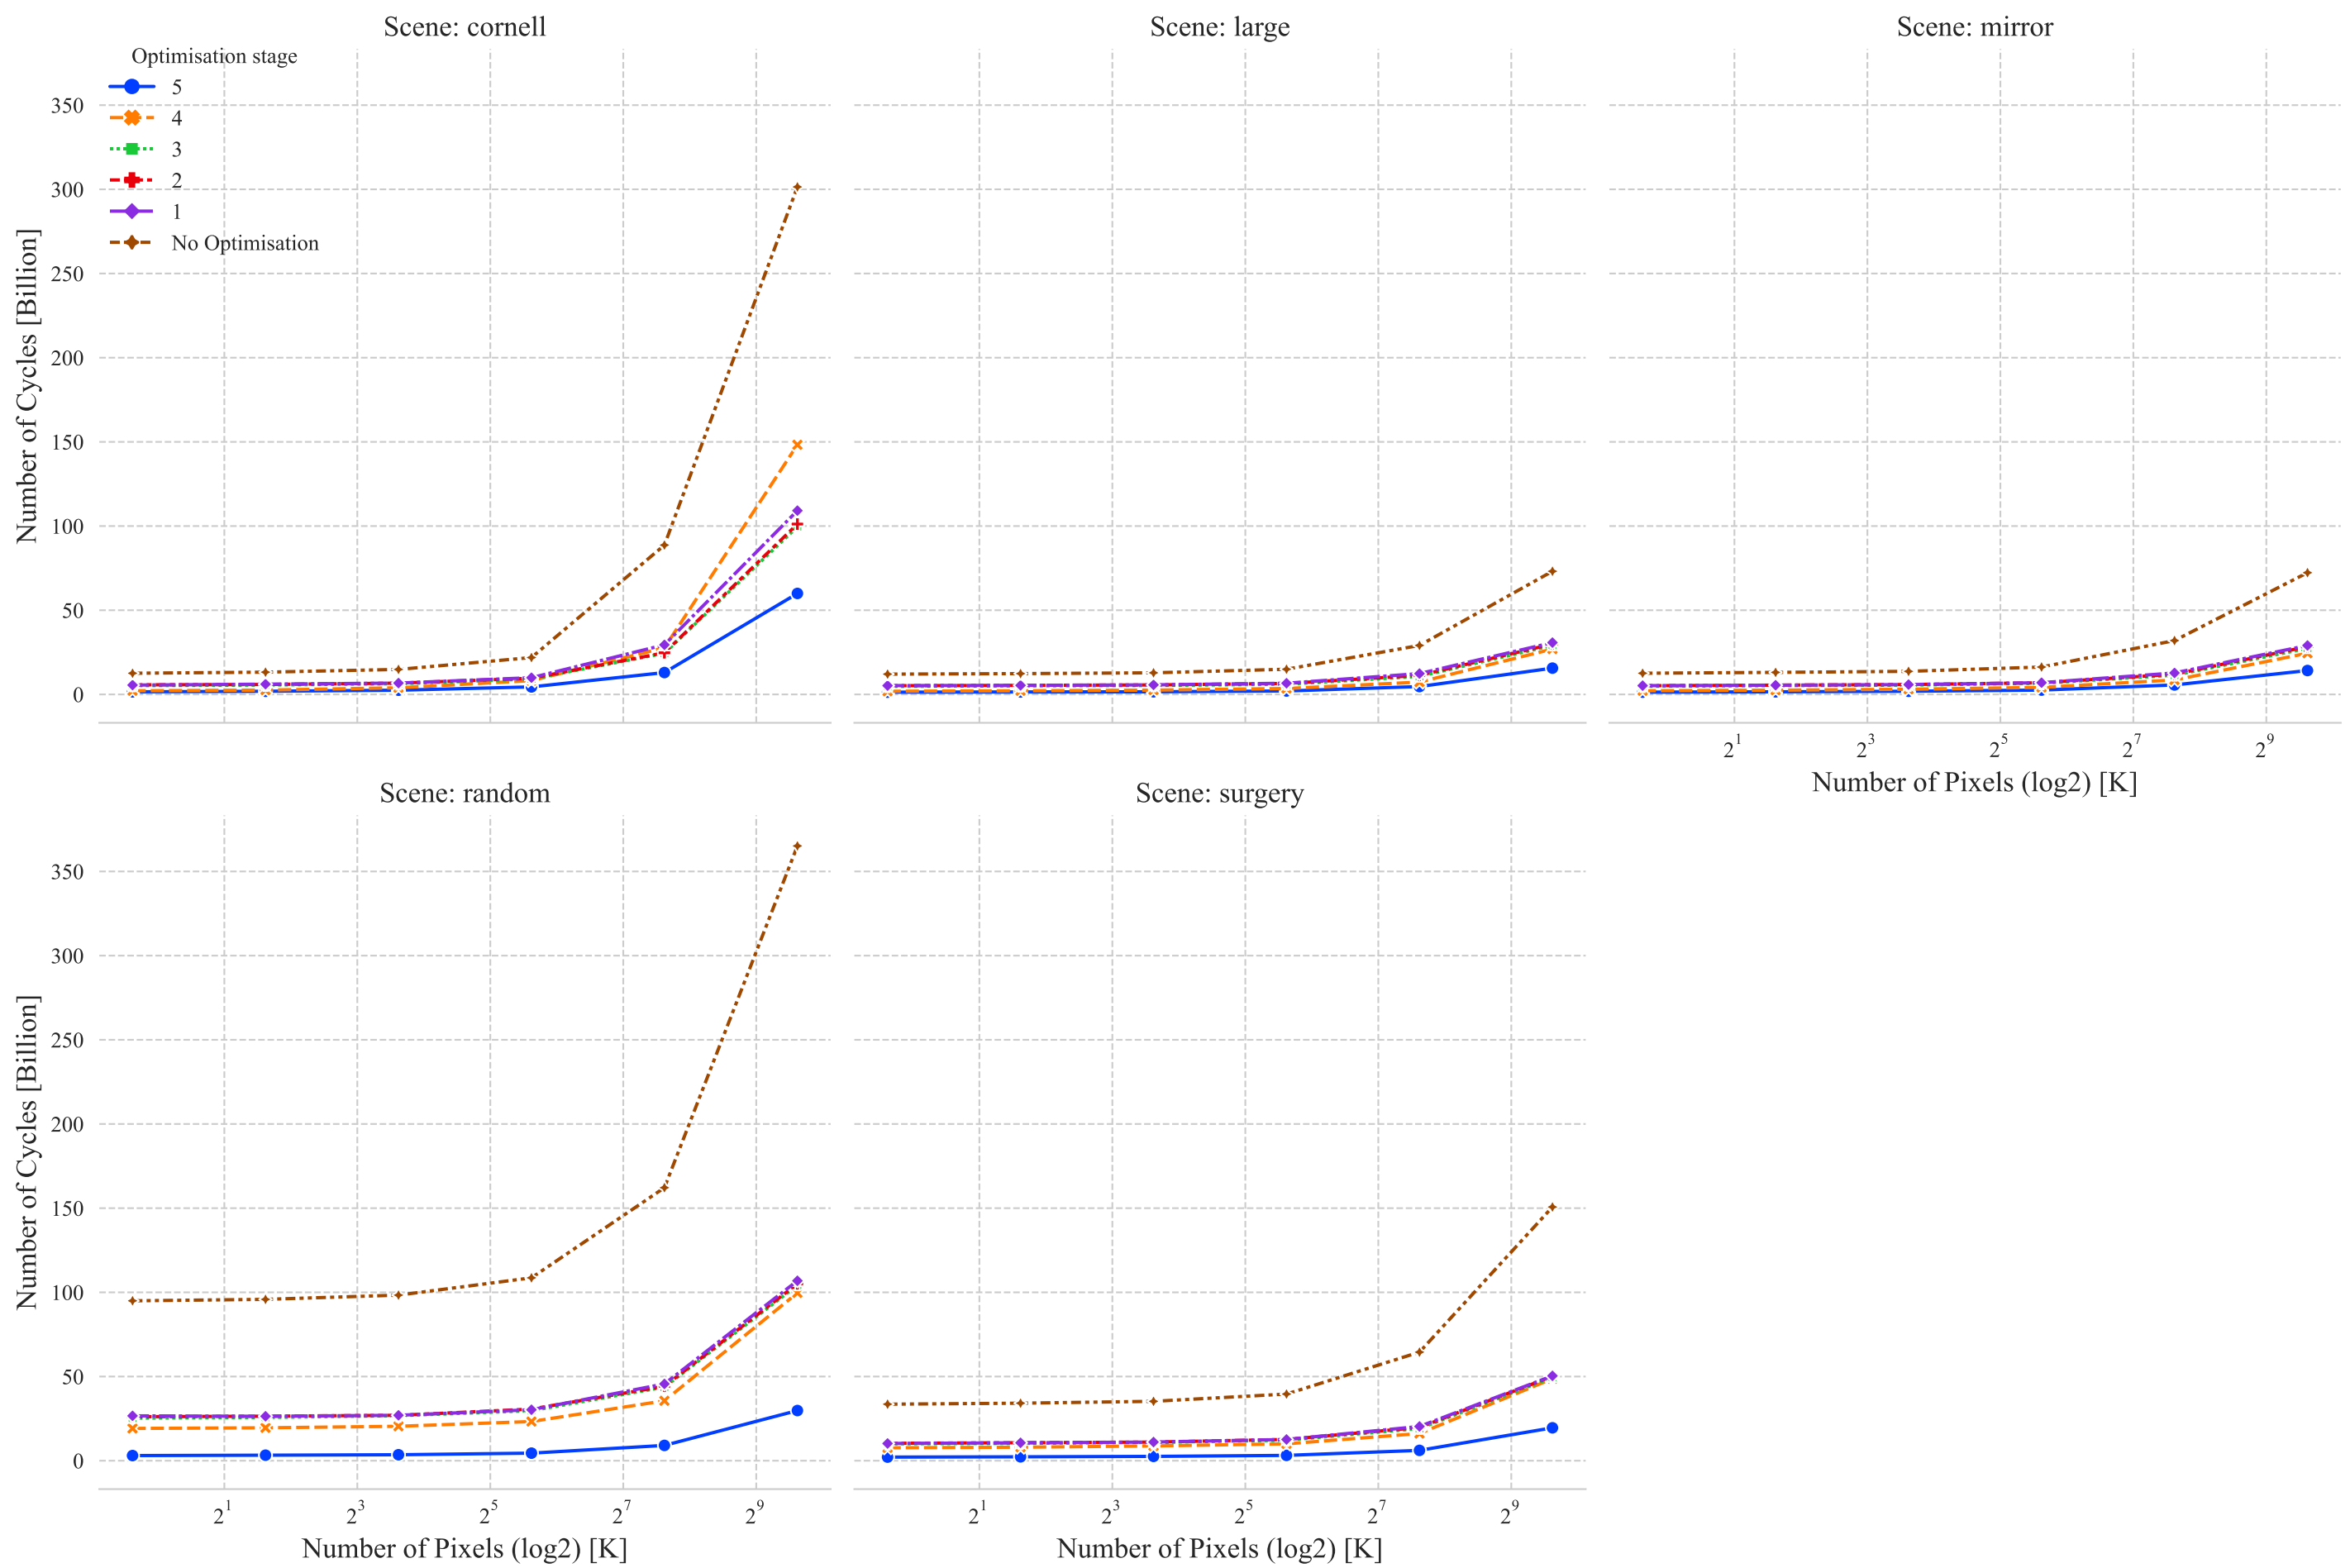 Scene: cornell
Scene: large
Scene: mirror
Optimisation stage
5
4
3
2
1
No Optimisation
Number of Cycles [Billion]
350
300
250
200
150
100
50
0
2^1 2^3 2^5 2^7 2^9
Number of Pixels (log2) [K]
Scene: random
Scene: surgery
Number of Cycles [Billion]
350
300
250
200
150
100
50
0
2^1 2^3 2^5 2^7 2^9
Number of Pixels (log2) [K]
2^1 2^3 2^5 2^7 2^9
Number of Pixels (log2) [K]